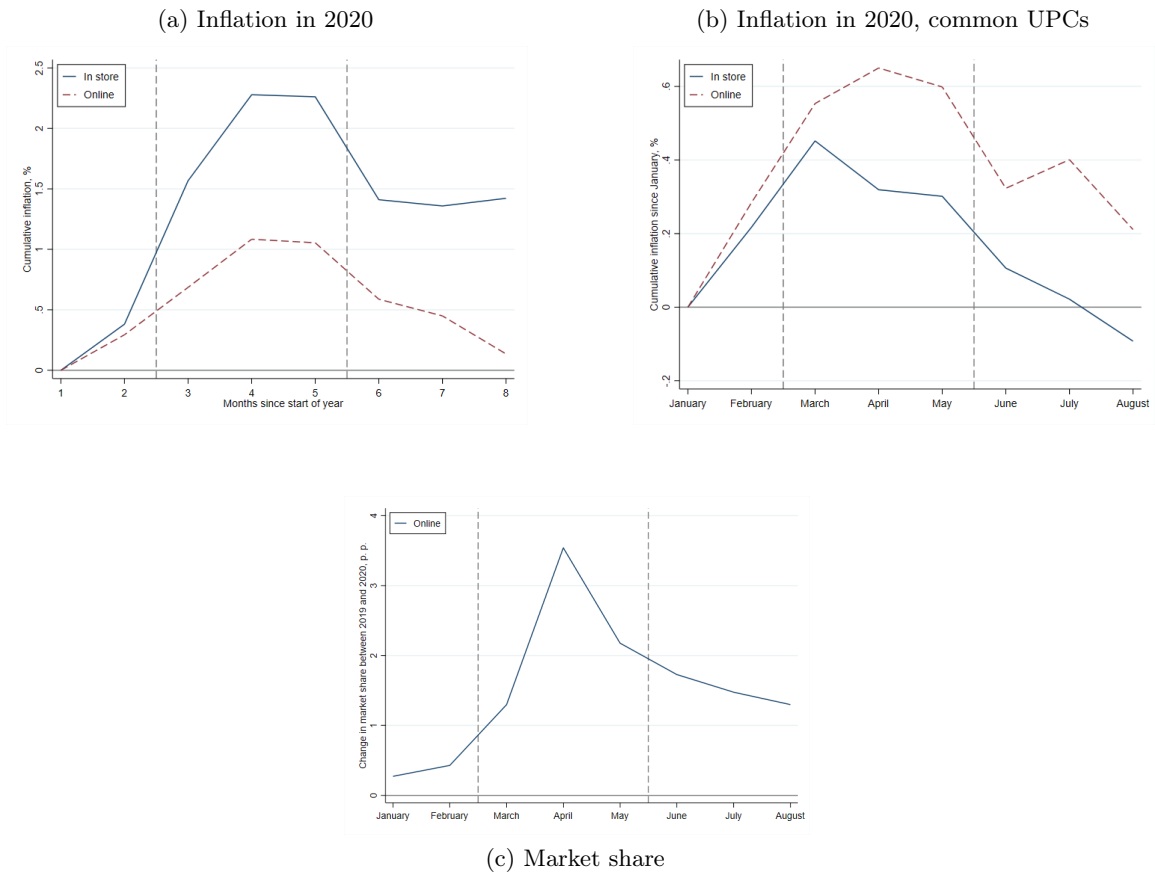 (a) Inflation in 2020
In store
Online
Cumulative inflation, %
2.5
2
1.5
1
.5
0
1 2 3 4 5 6 7 8
Months since start of year
(b) Inflation in 2020, common UPCs
In store
Online
Cumulative inflation since January, %
.6
.4
.2
0
-.2
January February March April May June July August
Online
Change in market share between 2019 and 2020, p. p.
4
3
2
1
0
January February March April May June July August
(c) Market share